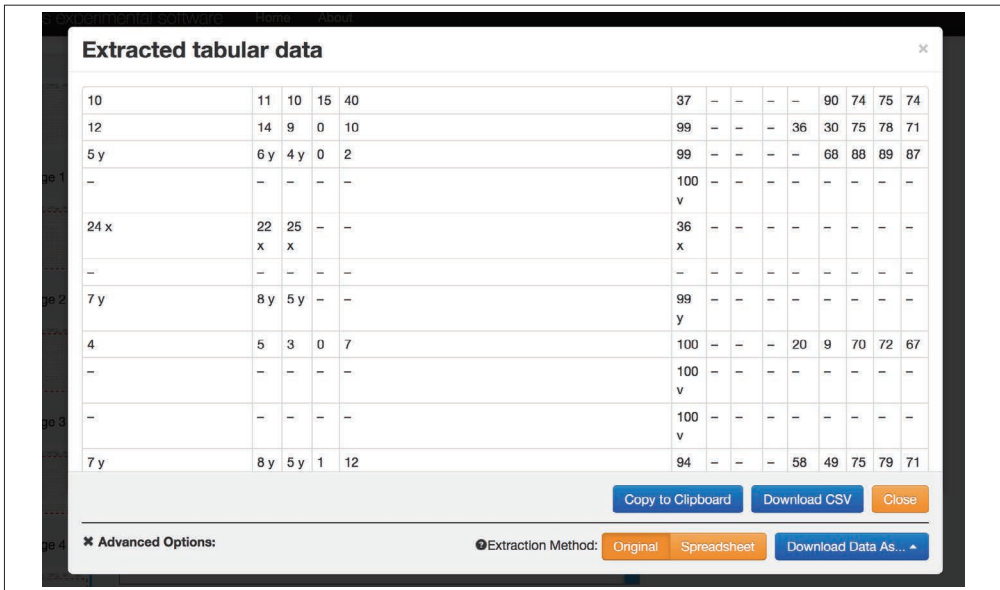 s experimental software Home About
Extracted tabular data ×
10 11 10 15 40 37 – – – – 90 74 75 74
12 14 9 0 10 99 – – – 36 30 75 78 71
5 y 6 y 4 y 0 2 99 – – – – 68 88 89 87
– – – – – 100 – – – – – – – –
v
24 x 22 25 – – 36 – – – – – – – –
x x x
– – – – – – – – – – – – – –
7 y 8 y 5 y – – 99 – – – – – – – –
y
4 5 3 0 7 100 – – – 20 9 70 72 67
– – – – – 100 – – – – – – – –
v
– – – – – 100 – – – – – – – –
v
7 y 8 y 5 y 1 12 94 – – – 58 49 75 79 71
Copy to Clipboard Download CSV Close
✖ Advanced Options: Extraction Method: Original Spreadsheet Download Data As...
ge 1
ge 2
ge 3
ge 4